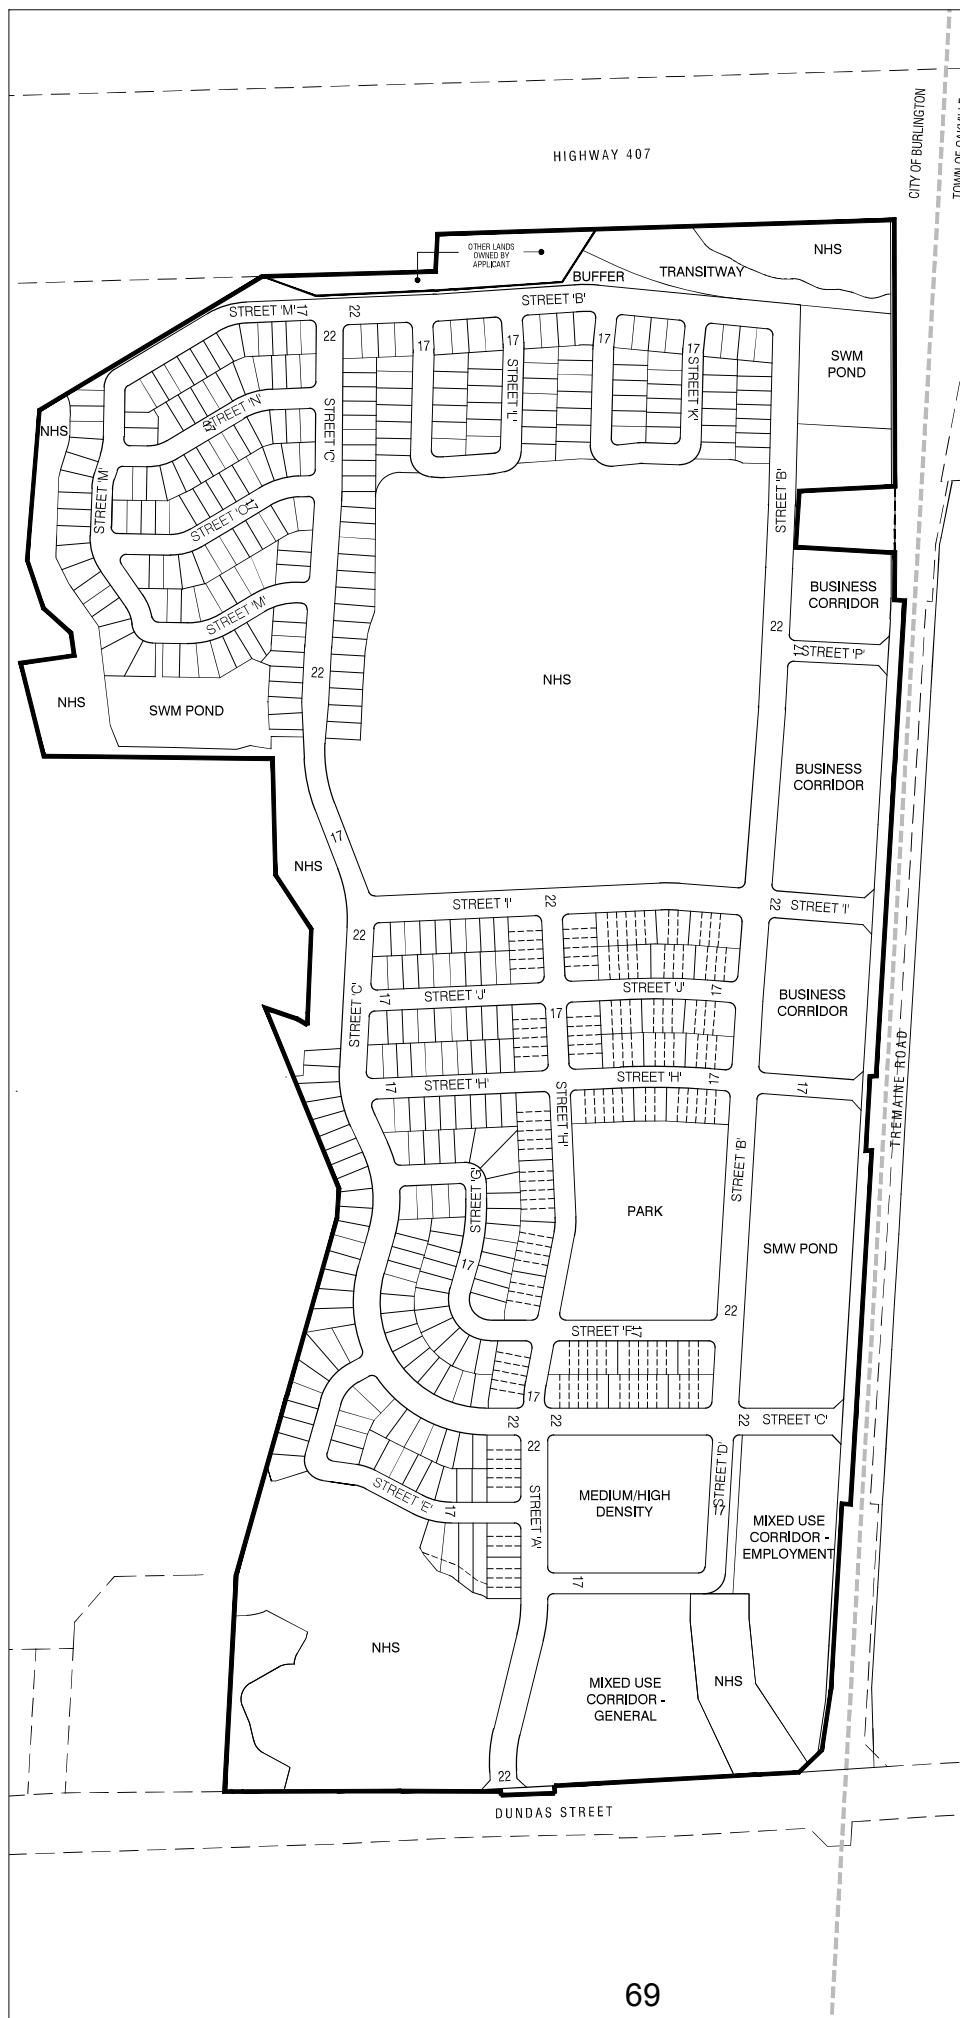 CITY OF BURLINGTON
HIGHWAY 407
OTHER LANDS
OWNED BY
APPLICANT
NHS
BUFFER
TRANSITWAY
STREET 'B'
STREET 'M'
17
22
22
17
17
17
17
SWM
POND
STREET 'L'
STREET 'K'
STREET 'N'
17
STREET 'C'
NHS
STREET 'M'
STREET 'O'
17
STREET 'B'
BUSINESS
CORRIDOR
STREET 'M'
22
17
STREET 'P'
22
NHS
NHS
SWM POND
BUSINESS
CORRIDOR
17
NHS
STREET 'I'
22
22
STREET 'I'
22
STREET 'C'
17
STREET 'J'
STREET 'J'
17
17
BUSINESS
CORRIDOR
TREMAINE ROAD
17
STREET 'H'
STREET 'H'
17
17
STREET 'H'
STREET 'B'
STREET 'G'
PARK
SMW POND
17
22
STREET 'F'
17
17
22
22
22
STREET 'C'
22
MEDIUM/HIGH
DENSITY
STREET 'D'
17
STREET 'E'
17
STREET 'A'
MIXED USE
CORRIDOR -
EMPLOYMENT
17
NHS
MIXED USE
CORRIDOR -
GENERAL
NHS
22
DUNDAS STREET
69